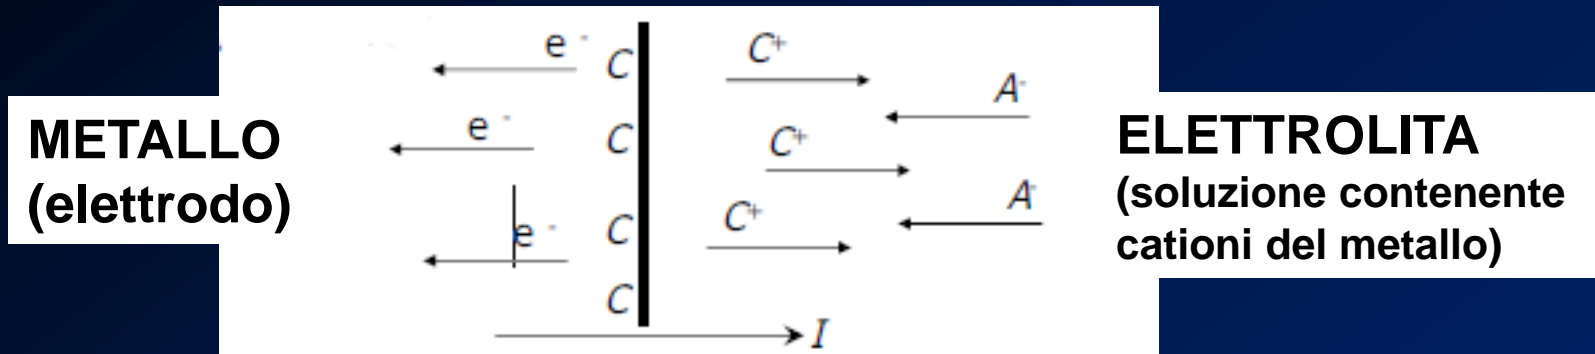 METALLO
(elettrodo)
e -
C
C+
A-
e -
C
C+
e -
C
C+
A-
C
I
ELETTROLITA
(soluzione contenente
cationi del metallo)